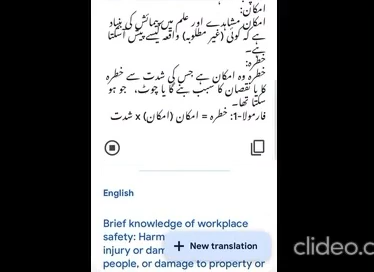 امکان:
امکان مشاہدے اور علم میں پیمائش کی بنیاد
ہے کہ کوئی (غیر مطلوبہ) واقعہ کیسے پیش آسکتا
ہے۔
خطرہ:
خطرہ وہ امکان ہے جس کی شدت سے خطرہ
کا یا نقصان کا سبب بنے گا یا چوٹ، جو ہو
سکتا تھا۔
فارمولا-1: خطرہ = امکان (امکان) x شدت
English
Brief knowledge of workplace
safety: Harm
injury or dam
people, or damage to property or
+ New translation
clideo.c